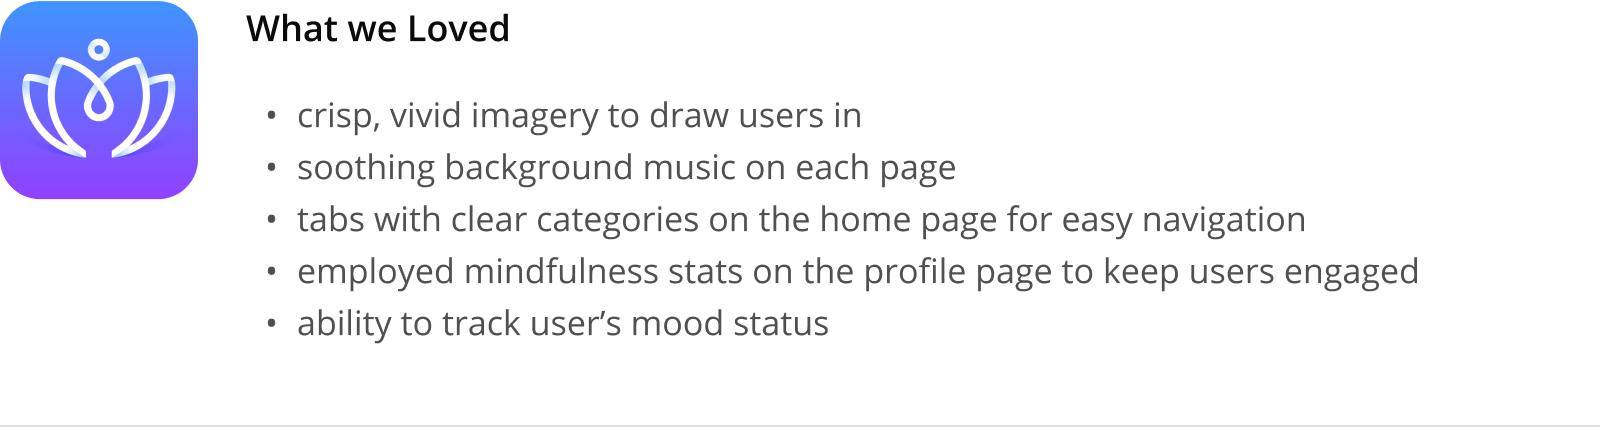 What we Loved
• crisp, vivid imagery to draw users in
• soothing background music on each page
• tabs with clear categories on the home page for easy navigation
• employed mindfulness stats on the profile page to keep users engaged
• ability to track user’s mood status